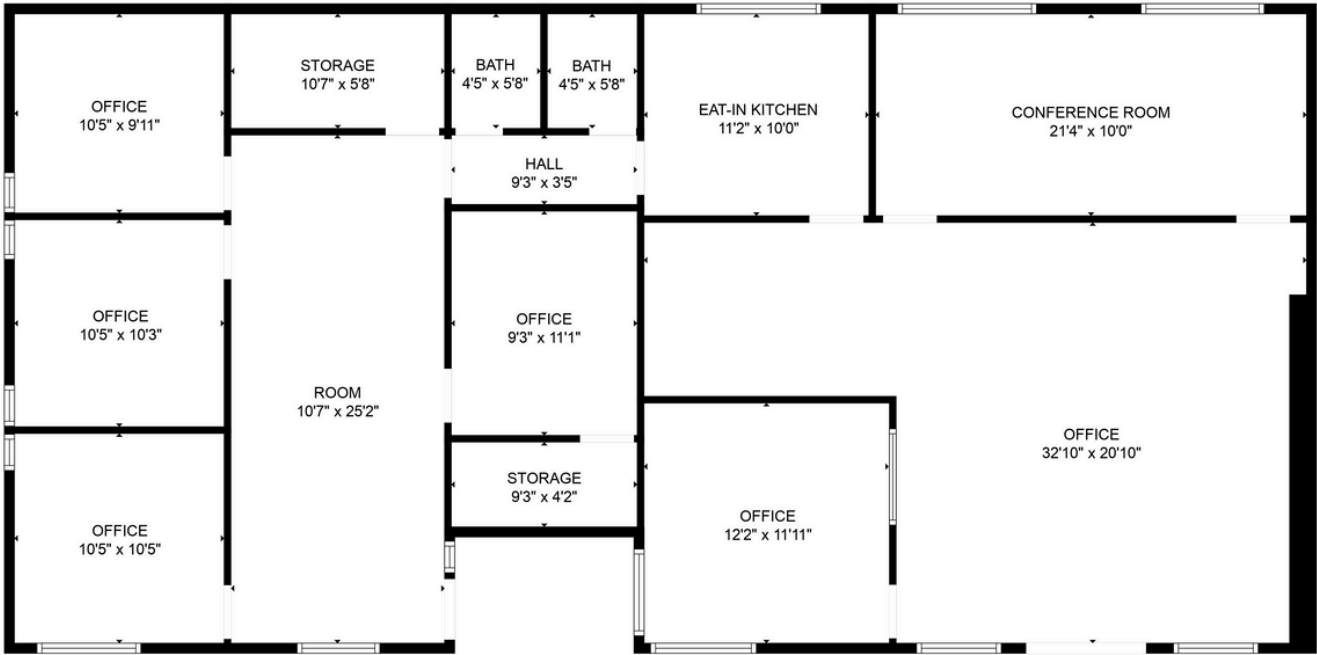 OFFICE
10'5" x 9'11"
STORAGE
10'7" x 5'8"
BATH
4'5" x 5'8"
BATH
4'5" x 5'8"
EAT-IN KITCHEN
11'2" x 10'0"
CONFERENCE ROOM
21'4" x 10'0"
HALL
9'3" x 3'5"
OFFICE
10'5" x 10'3"
OFFICE
9'3" x 11'1"
ROOM
10'7" x 25'2"
OFFICE
32'10" x 20'10"
STORAGE
9'3" x 4'2"
OFFICE
12'2" x 11'11"
OFFICE
10'5" x 10'5"